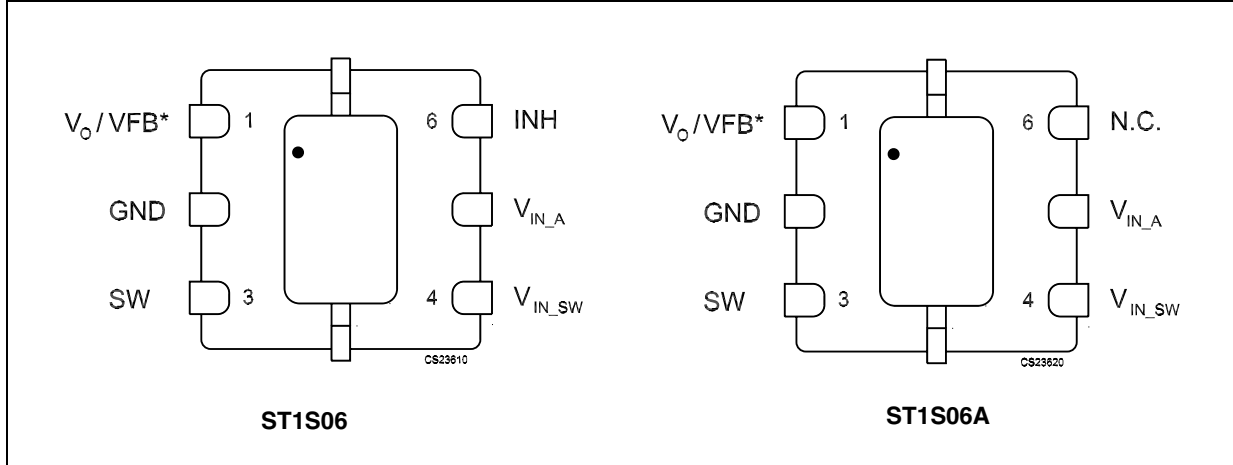 V_O/VFB* 1 6 INH
GND V_IN_A
SW 3 4 V_IN_SW
CS23610
ST1S06
V_O/VFB* 1 6 N.C.
GND V_IN_A
SW 3 4 V_IN_SW
CS23620
ST1S06A